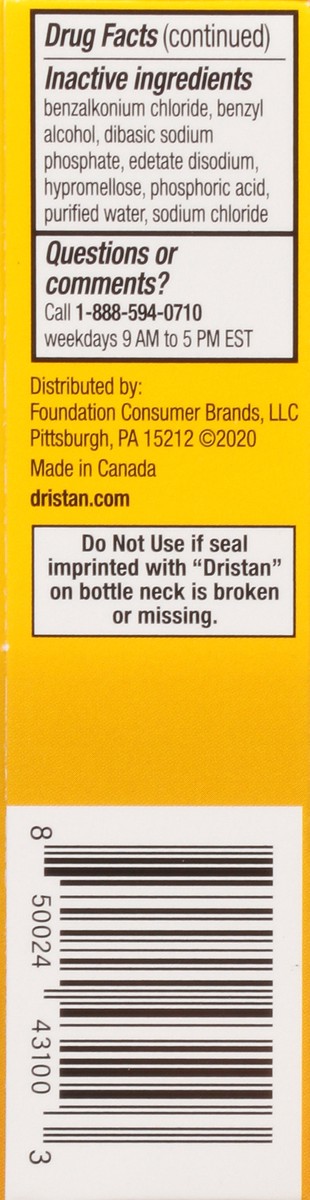 Drug Facts (continued)
Inactive ingredients
benzalkonium chloride, benzyl
alcohol, dibasic sodium
phosphate, edetate disodium,
hypromellose, phosphoric acid,
purified water, sodium chloride
Questions or
comments?
Call 1-888-594-0710
weekdays 9 AM to 5 PM EST
Distributed by:
Foundation Consumer Brands, LLC
Pittsburgh, PA 15212 ©2020
Made in Canada
dristan.com
Do Not Use if seal
imprinted with “Dristan”
on bottle neck is broken
or missing.
8 50024 43100 3